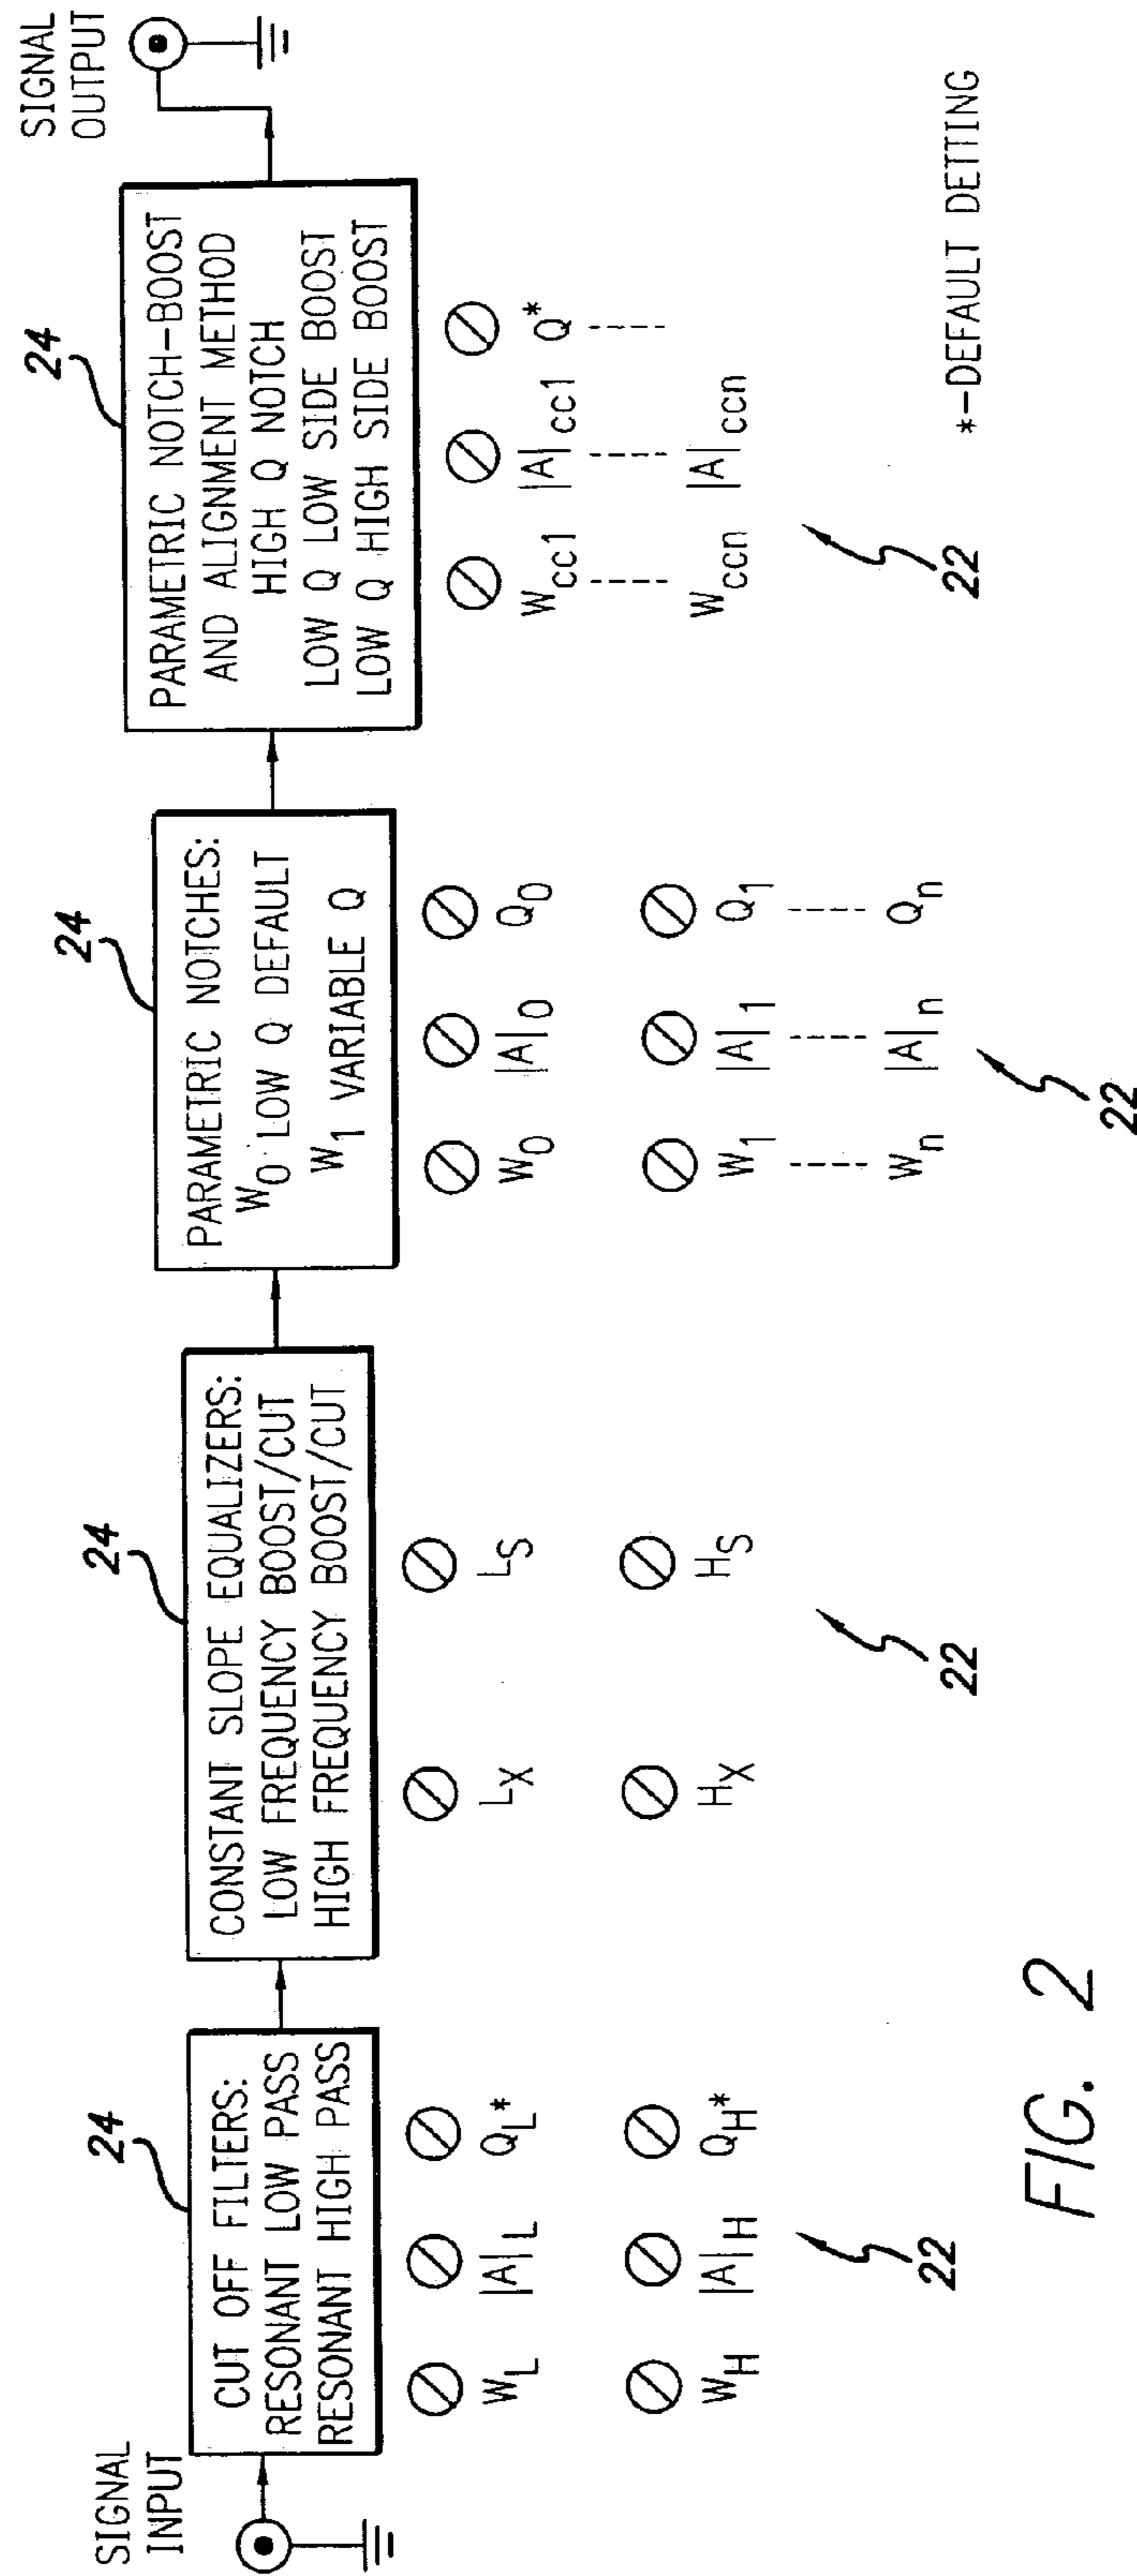 SIGNAL
INPUT
24
CUT OFF FILTERS:
RESONANT LOW PASS
RESONANT HIGH PASS
W_L |A|_L Q_L*
W_H |A|_H Q_H*
22
24
CONSTANT SLOPE EQUALIZERS:
LOW FREQUENCY BOOST/CUT
HIGH FREQUENCY BOOST/CUT
L_X L_S
H_X H_S
22
24
PARAMETRIC NOTCHES:
W_0 LOW Q DEFAULT
W_1 VARIABLE Q
W_0 |A|_0 Q_0
W_1 |A|_1 Q_1
W_n |A|_n Q_n
22
24
PARAMETRIC NOTCH-BOOST
AND ALIGNMENT METHOD
HIGH Q NOTCH
LOW Q LOW SIDE BOOST
LOW Q HIGH SIDE BOOST
W_cc1 |A|_cc1 Q*
W_ccn |A|_ccn
22
SIGNAL
OUTPUT
*-DEFAULT DETTING
FIG. 2